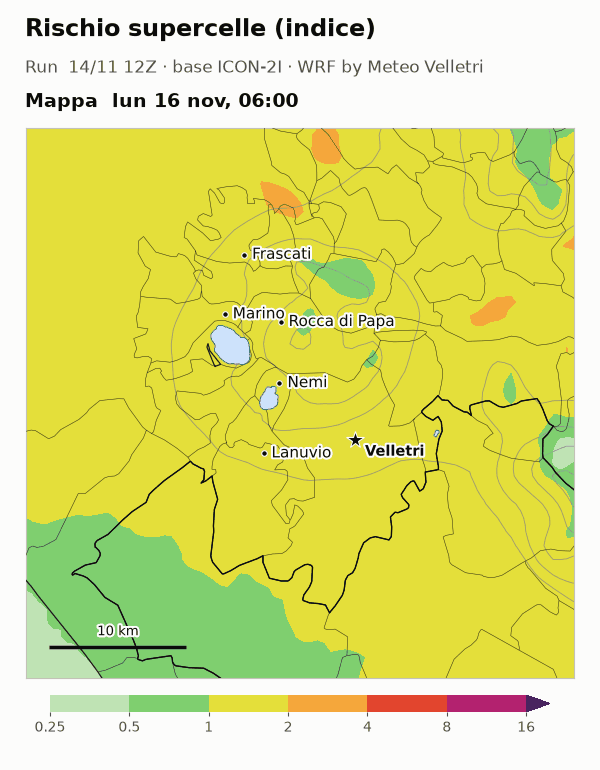 Rischio supercelle (indice)
Run  14/11 12Z · base ICON-2I · WRF by Meteo Velletri
Mappa  lun 16 nov, 06:00
Frascati
Marino
Rocca di Papa
Nemi
Velletri
Lanuvio
10 km
0.25 0.5 1 2 4 8 16